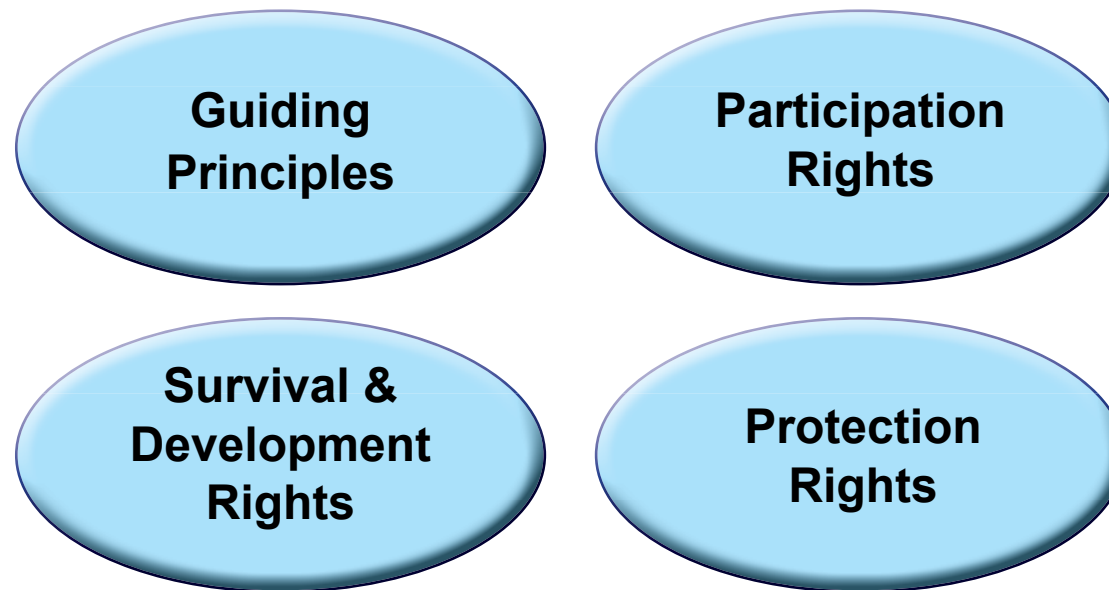 Guiding
Principles
Participation
Rights
Survival &
Development
Rights
Protection
Rights